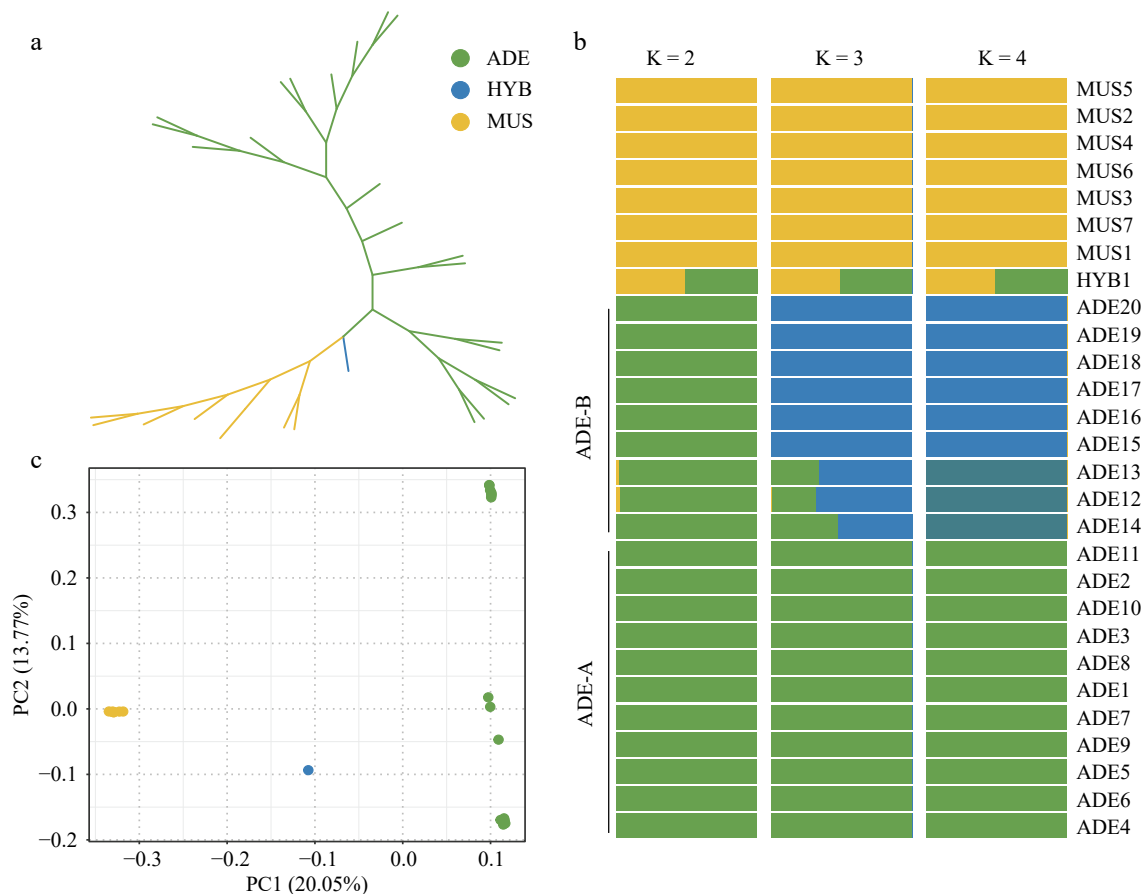 a
ADE
HYB
MUS
b
K = 2 K = 3 K = 4
MUS5
MUS2
MUS4
MUS6
MUS3
MUS7
MUS1
HYB1
ADE20
ADE19
ADE18
ADE17
ADE16
ADE15
ADE13
ADE12
ADE14
ADE11
ADE2
ADE10
ADE3
ADE8
ADE1
ADE7
ADE9
ADE5
ADE6
ADE4
ADE-B
ADE-A
c
PC2 (13.77%)
0.3
0.2
0.1
0.0
−0.1
−0.2
−0.3 −0.2 −0.1 0.0 0.1
PC1 (20.05%)